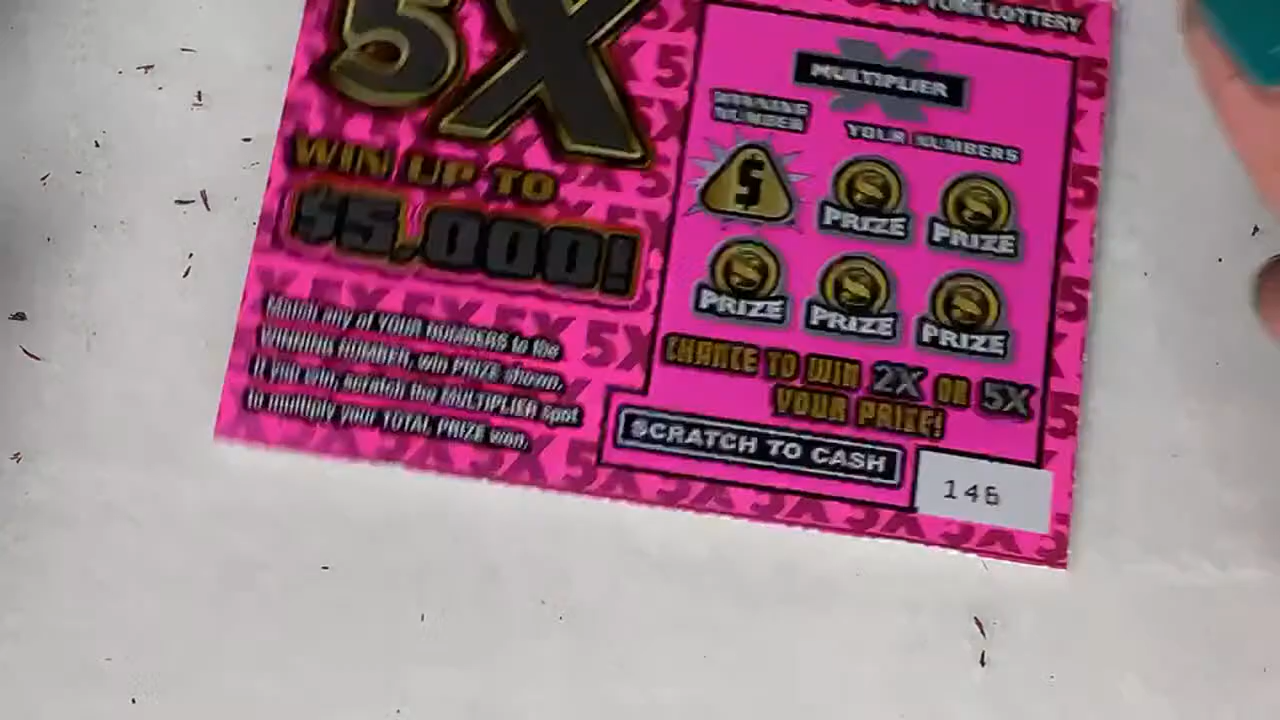 5X
WIN UP TO
$5,000!
Match any of YOUR NUMBERS to the
WINNING NUMBER, win PRIZE shown.
If you win, scratch the MULTIPLIER spot
to multiply your TOTAL PRIZE won.
YORK LOTTERY
MULTIPLIER
WINNING
NUMBER
YOUR NUMBERS
$
$ $
PRIZE PRIZE
$ $ $
PRIZE PRIZE PRIZE
CHANCE TO WIN 2X OR 5X
YOUR PRIZE!
SCRATCH TO CASH
146